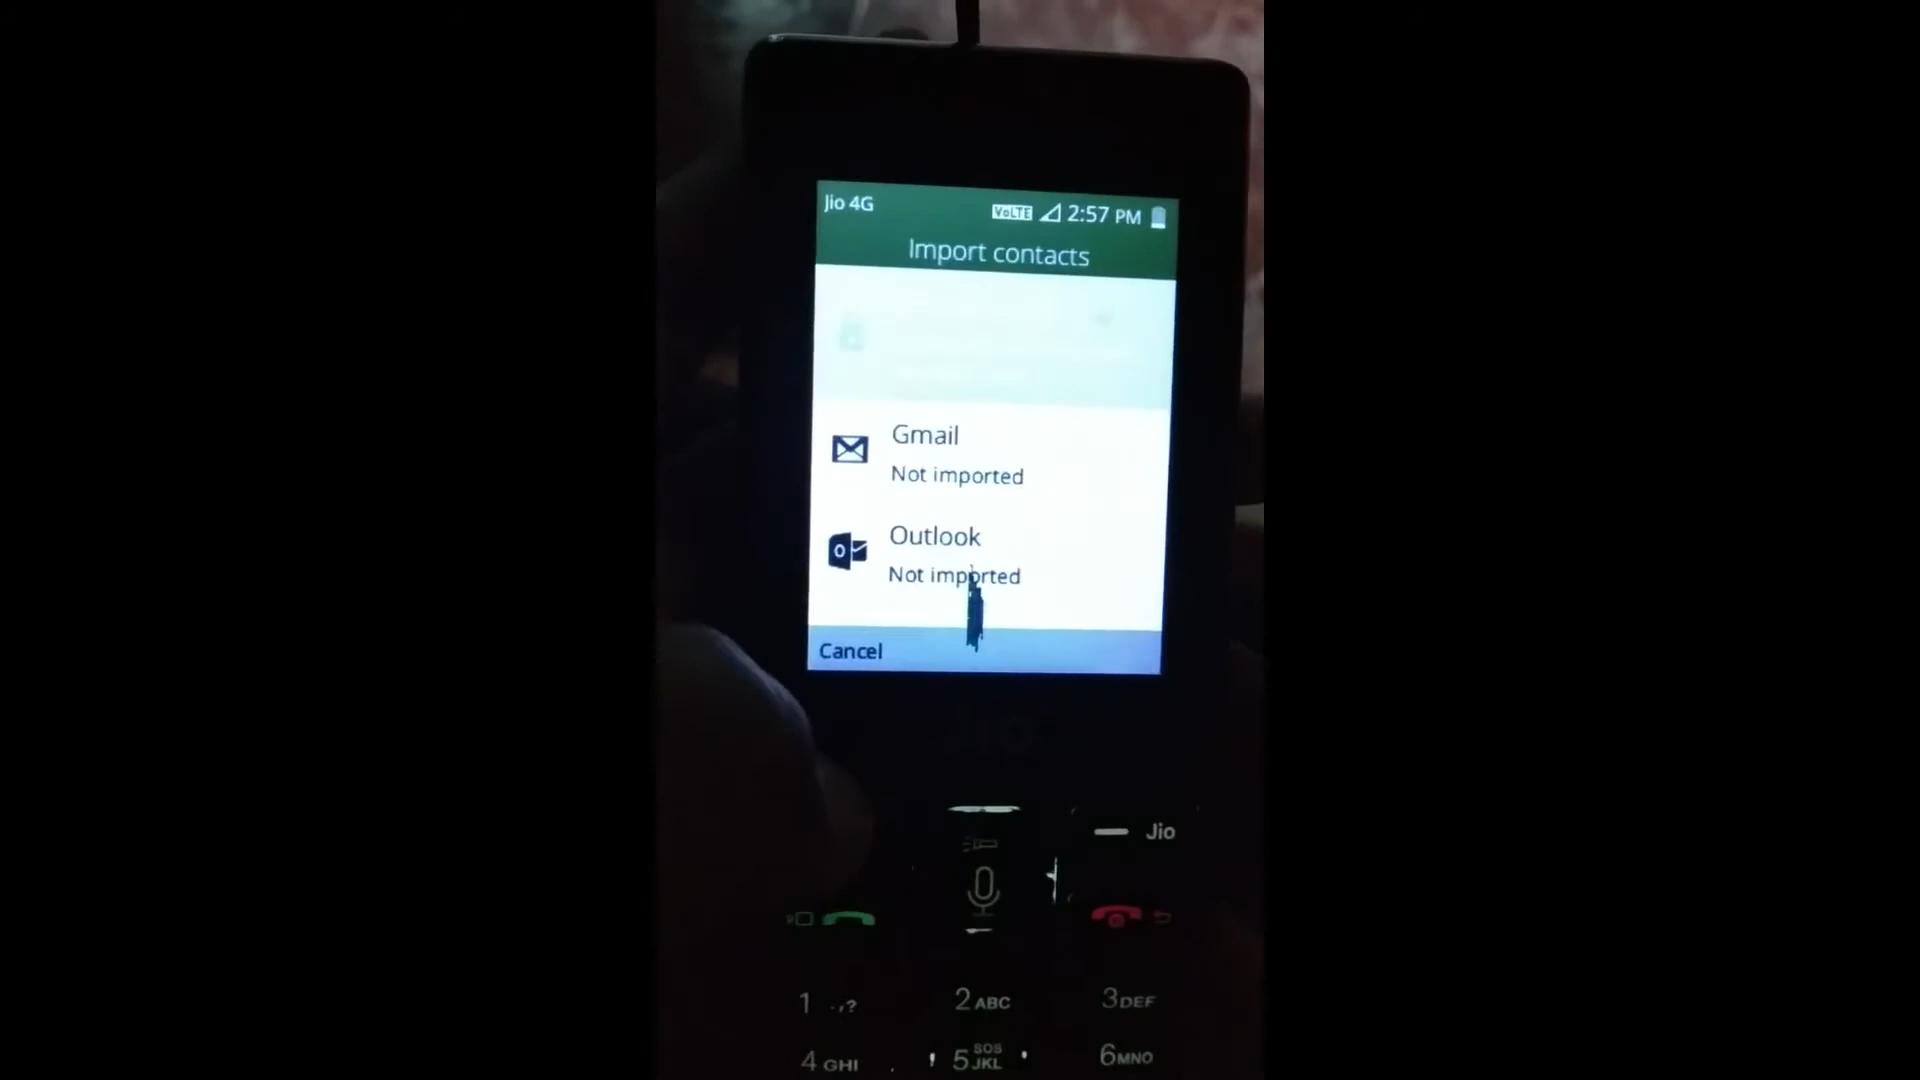 Jio 4G VoLTE 2:57 PM
Import contacts
Gmail
Not imported
Outlook
Not imported
Cancel
Jio
Jio
1 .,?
2 ABC
3 DEF
4 GHI
5 SOS JKL
6 MNO